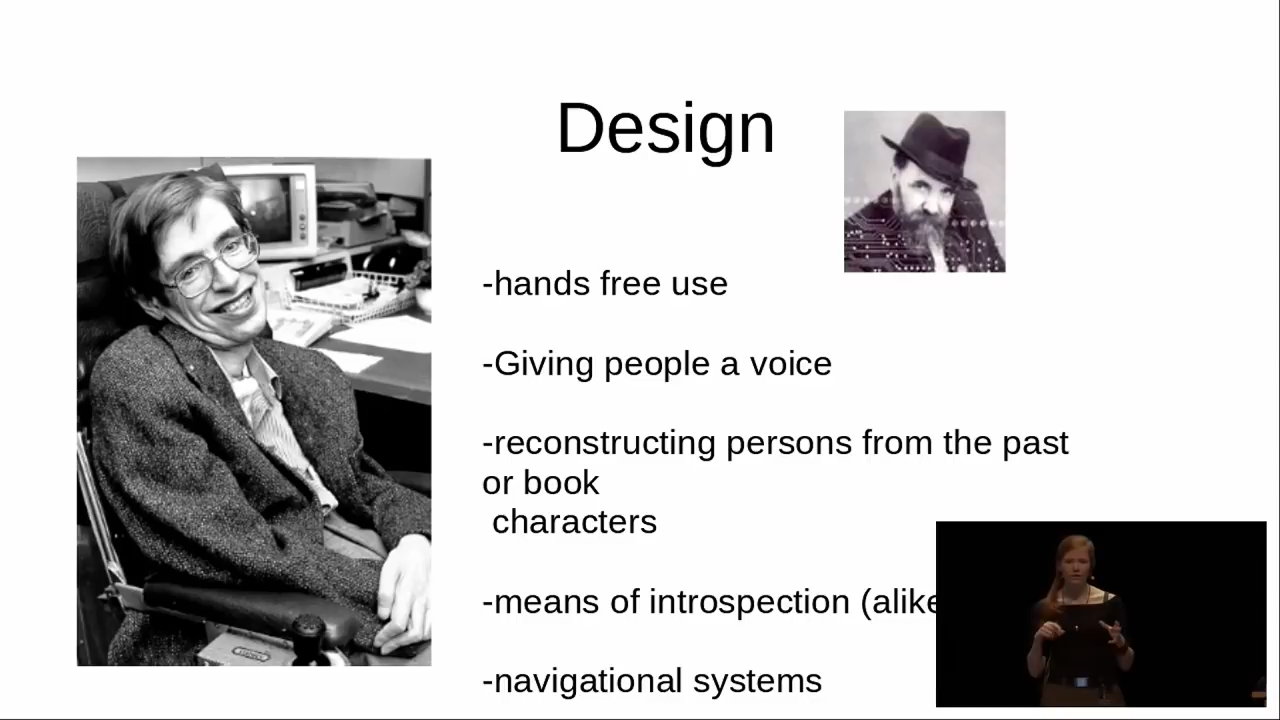 Design
-hands free use
-Giving people a voice
-reconstructing persons from the past
or book
characters
-means of introspection (alike
-navigational systems